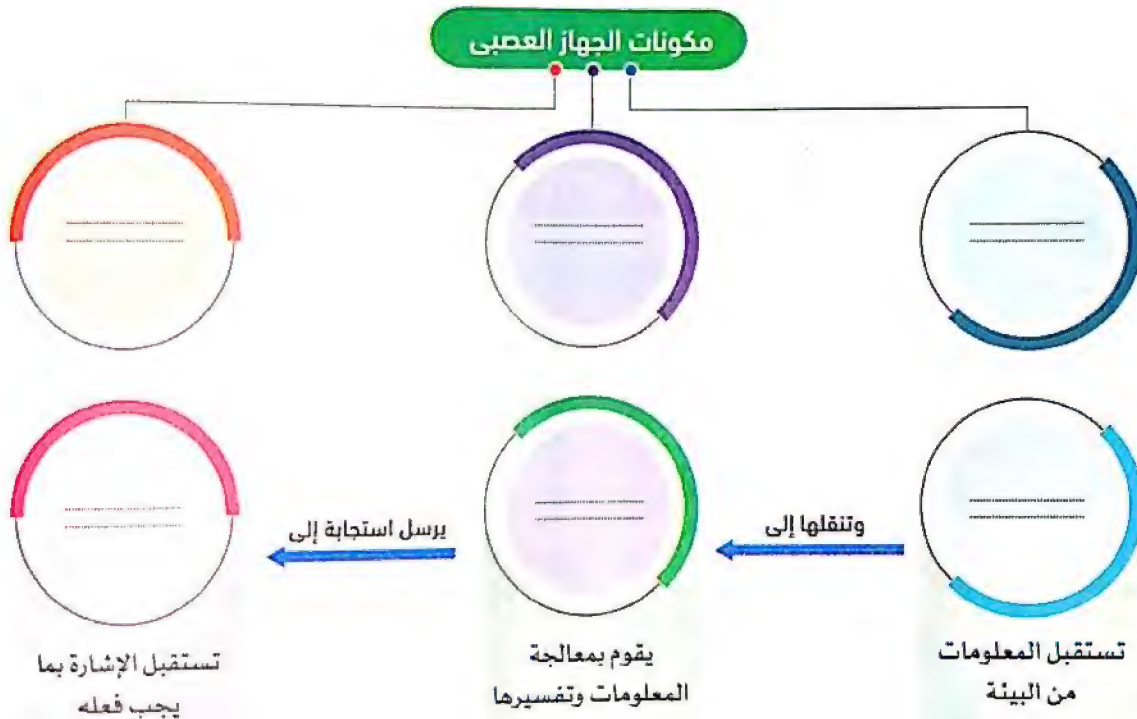 مكونات الجهاز العصبى
وتنقلها إلى
يرسل استجابة إلى
تستقبل المعلومات
من البيئة
يقوم بمعالجة
المعلومات وتفسيرها
تستقبل الإشارة بما
يجب فعله